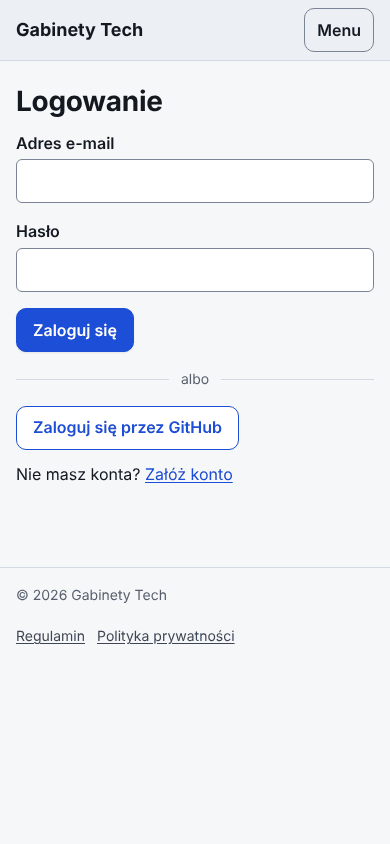 Gabinety Tech
Menu
Logowanie
Adres e-mail
Hasło
Zaloguj się
albo
Zaloguj się przez GitHub
Nie masz konta? Załóż konto
© 2026 Gabinety Tech
Regulamin Polityka prywatności